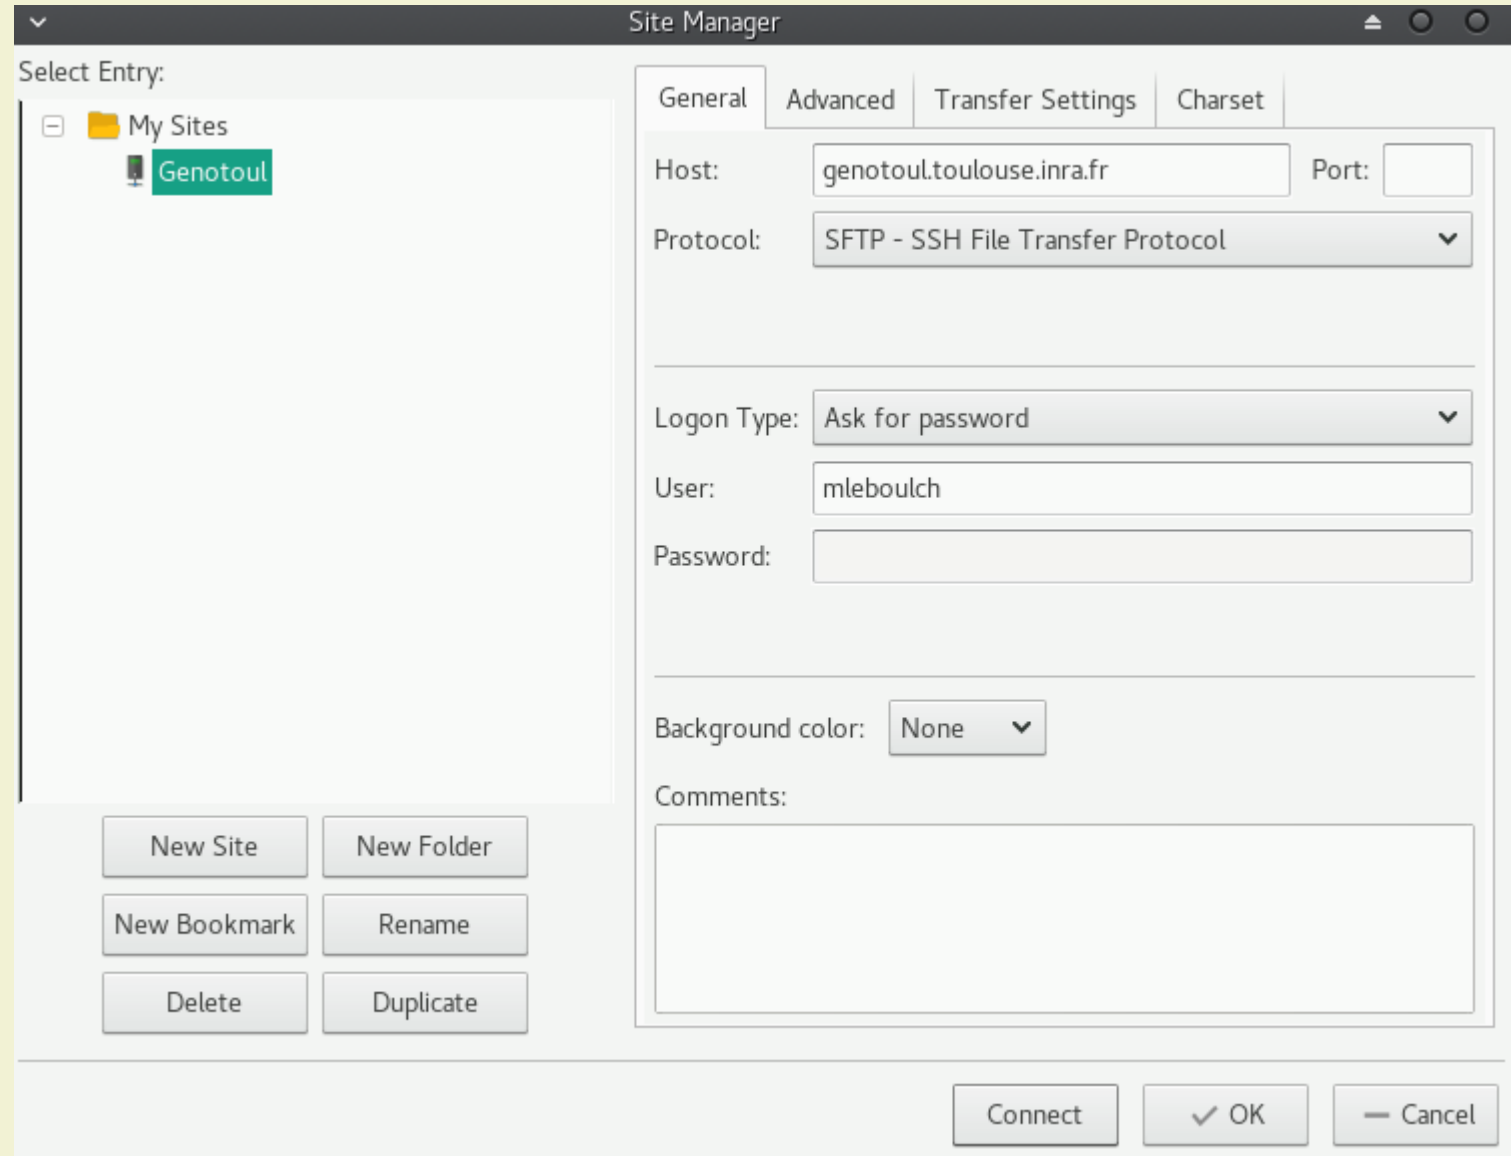 Site Manager
Select Entry:
My Sites
Genotoul
New Site
New Folder
New Bookmark
Rename
Delete
Duplicate
General
Advanced
Transfer Settings
Charset
Host:
genotoul.toulouse.inra.fr
Port:
Protocol:
SFTP - SSH File Transfer Protocol
Logon Type:
Ask for password
User:
mleboulch
Password:
Background color:
None
Comments:
Connect
OK
Cancel